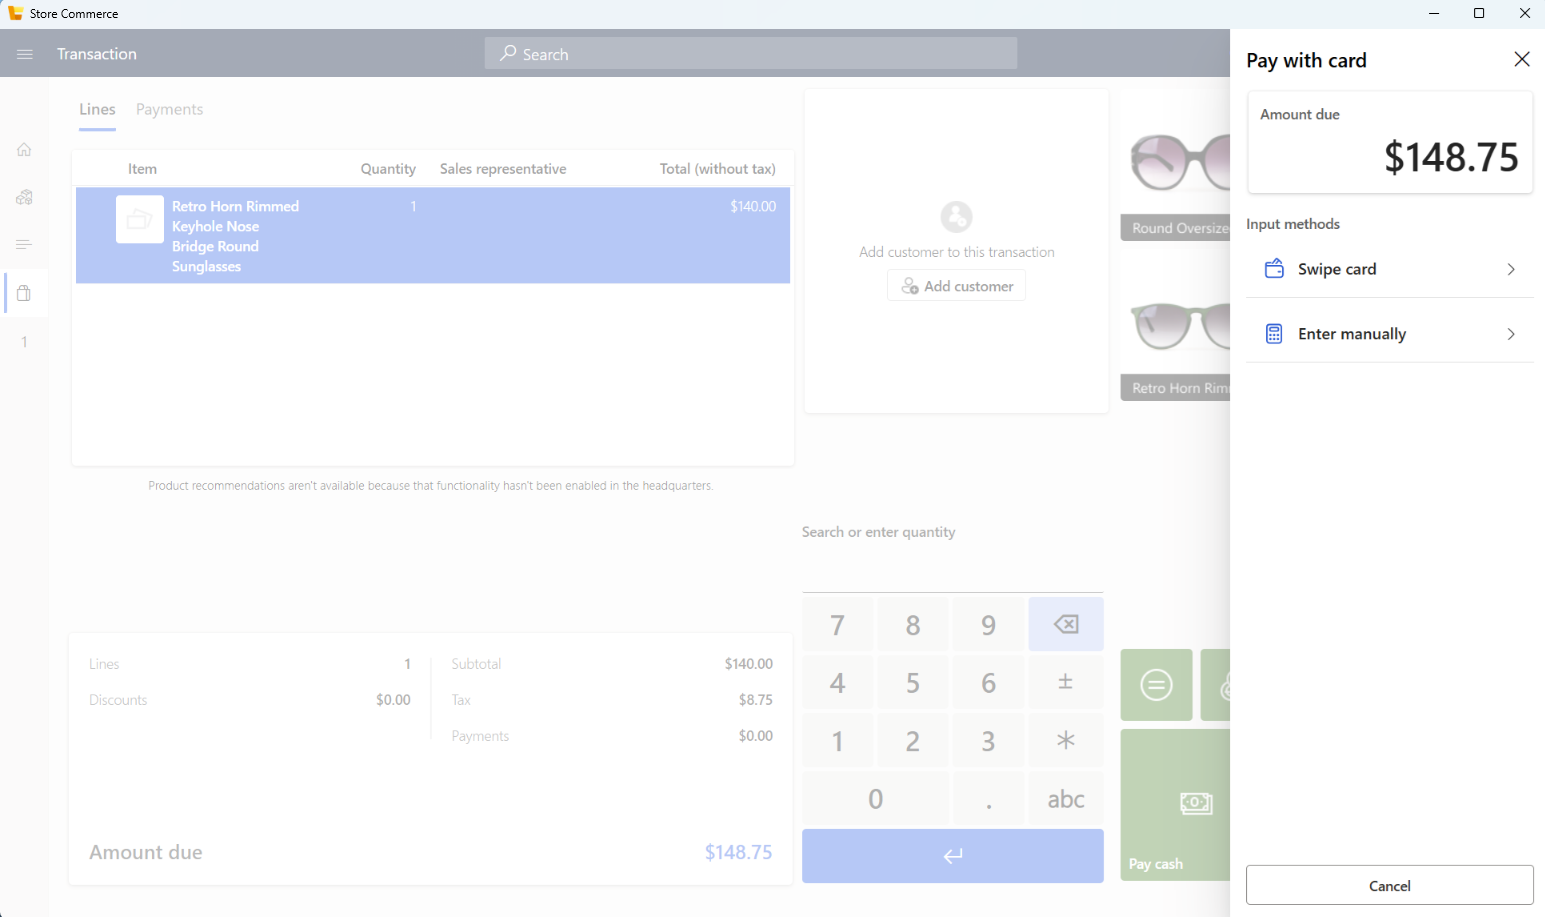 Store Commerce
Transaction
Search
Lines Payments
Item Quantity Sales representative Total (without tax)
Retro Horn Rimmed 1 $140.00
Keyhole Nose
Bridge Round
Sunglasses
1
Product recommendations aren't available because that functionality hasn't been enabled in the headquarters.
Lines 1
Discounts $0.00
Subtotal $140.00
Tax $8.75
Payments $0.00
Amount due $148.75
Add customer to this transaction
Add customer
Search or enter quantity
7 8 9
4 5 6 ±
1 2 3 *
0 . abc
Round Oversize
Retro Horn Rim
Pay cash
Pay with card
Amount due
$148.75
Input methods
Swipe card
Enter manually
Cancel